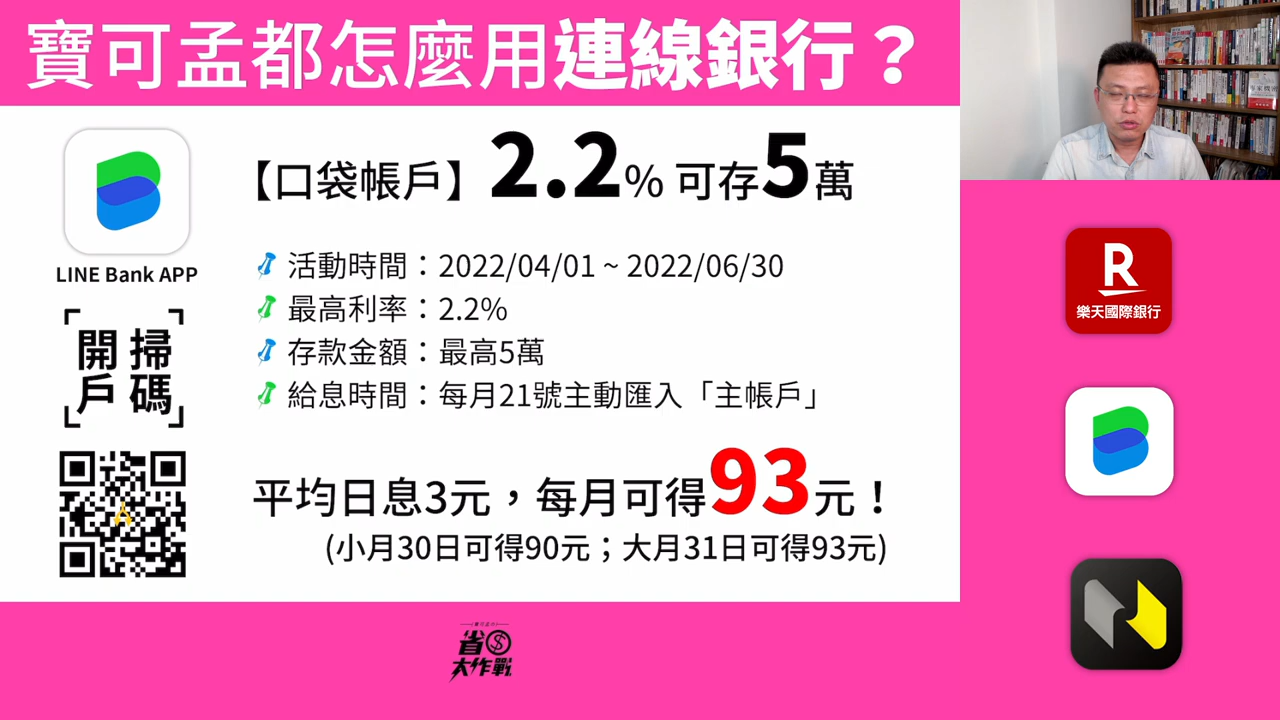 寶可孟都怎麼用連線銀行？
【口袋帳戶】2.2% 可存5萬
LINE Bank APP
活動時間：2022/04/01 ~ 2022/06/30
最高利率：2.2%
存款金額：最高5萬
給息時間：每月21號主動匯入「主帳戶」
掃碼
開戶
平均日息3元，每月可得93元！
(小月30日可得90元；大月31日可得93元)
R
樂天國際銀行
省$
大作戰